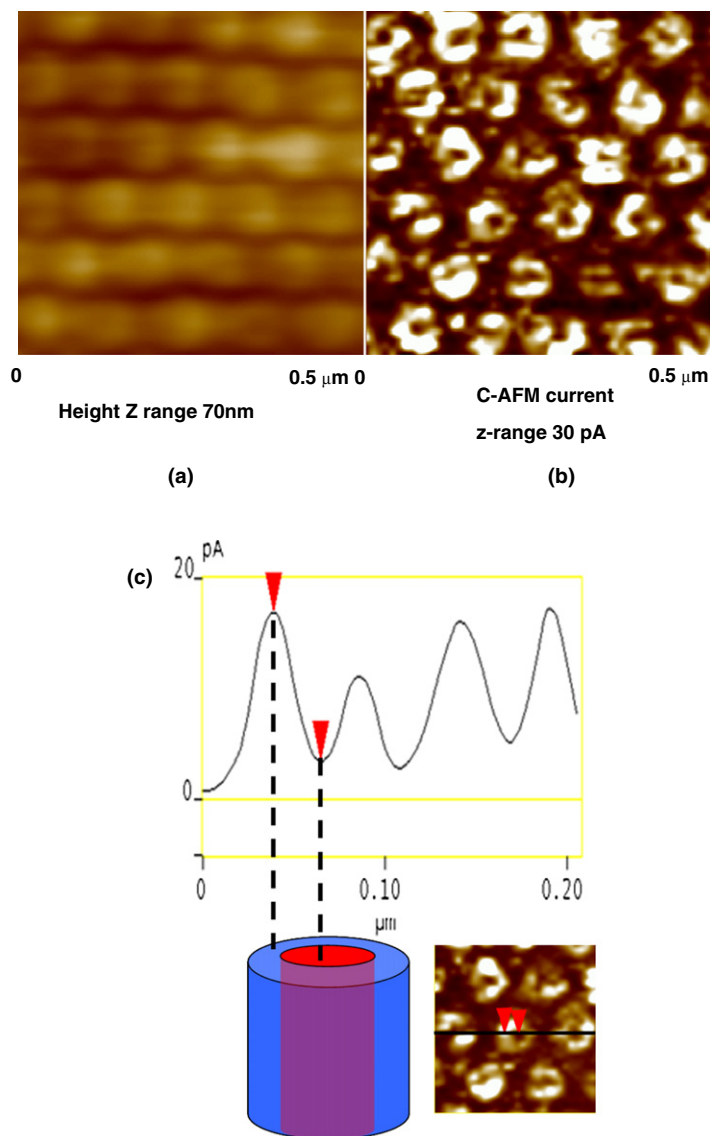 0 0.5 μm 0 0.5 μm
Height Z range 70nm
C-AFM current
z-range 30 pA
(a) (b)
(c)
pA
20
0
0 0.10 0.20
μm